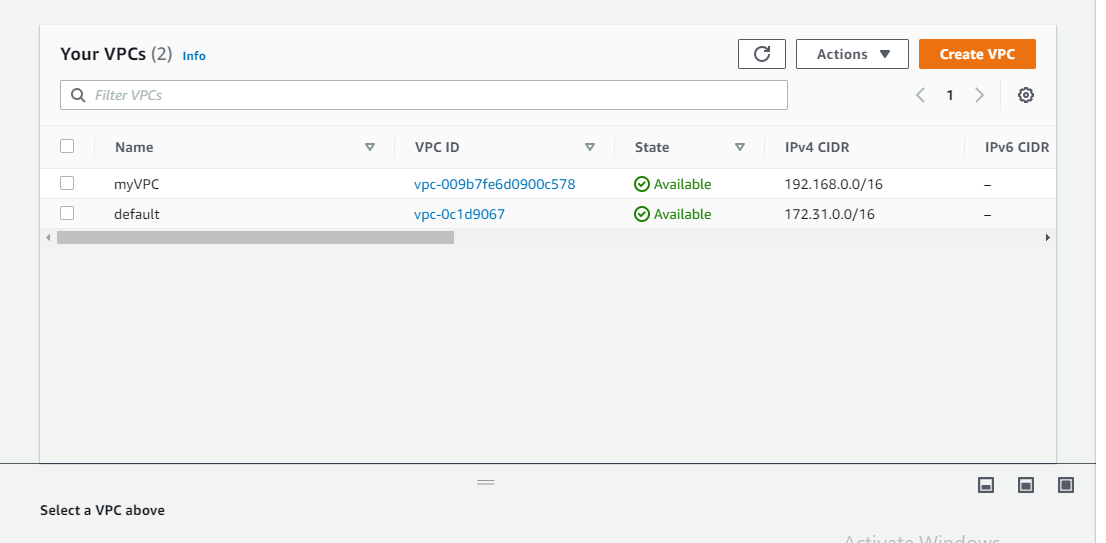 Your VPCs (2) Info
Actions
Create VPC
Filter VPCs
1
Name VPC ID State IPv4 CIDR IPv6 CIDR
myVPC vpc-009b7fe6d0900c578 Available 192.168.0.0/16 –
default vpc-0c1d9067 Available 172.31.0.0/16 –
Select a VPC above
Activate Windows